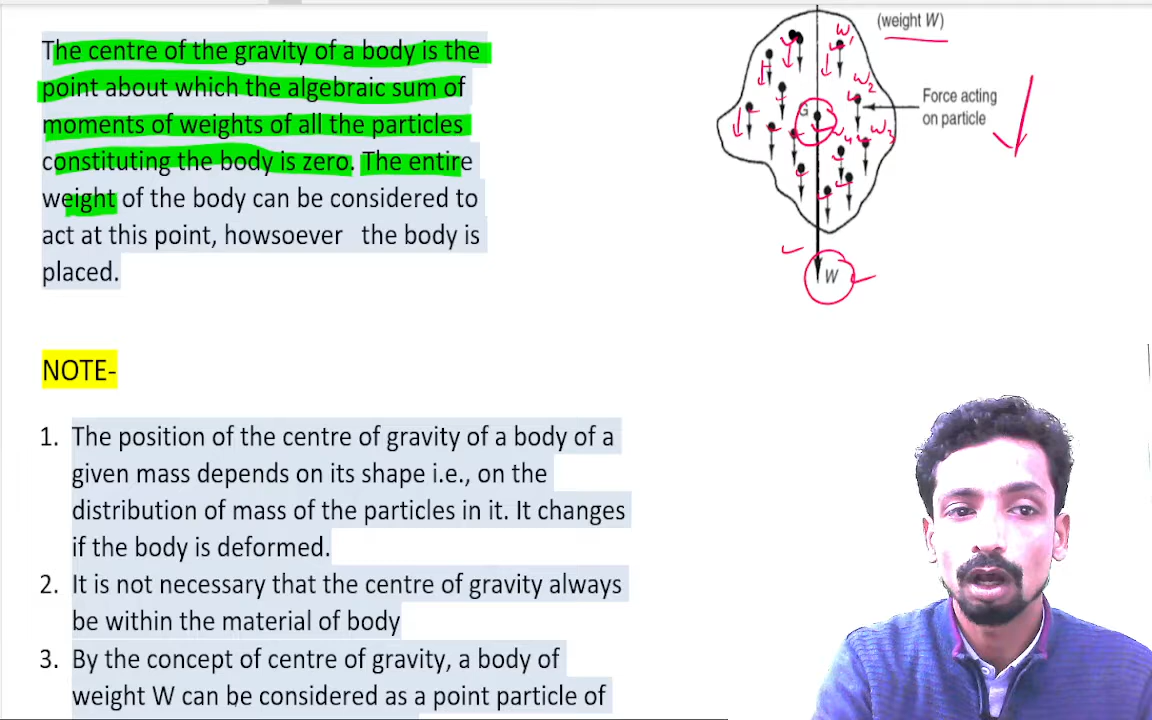 The centre of the gravity of a body is the
point about which the algebraic sum of
moments of weights of all the particles
constituting the body is zero. The entire
weight of the body can be considered to
act at this point, howsoever the body is
placed.
(weight W)
W1
W2
G
Force acting
on particle
W4
W3
W
NOTE-
1. The position of the centre of gravity of a body of a
given mass depends on its shape i.e., on the
distribution of mass of the particles in it. It changes
if the body is deformed.
2. It is not necessary that the centre of gravity always
be within the material of body
3. By the concept of centre of gravity, a body of
weight W can be considered as a point particle of